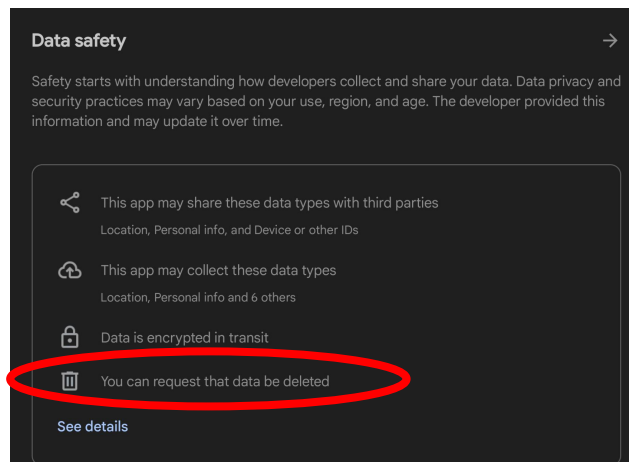 Data safety
Safety starts with understanding how developers collect and share your data. Data privacy and
security practices may vary based on your use, region, and age. The developer provided this
information and may update it over time.
This app may share these data types with third parties
Location, Personal info, and Device or other IDs
This app may collect these data types
Location, Personal info and 6 others
Data is encrypted in transit
You can request that data be deleted
See details